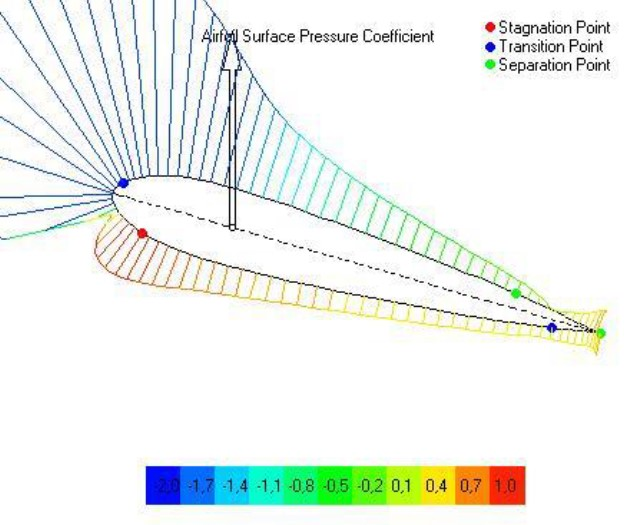 Airfoil Surface Pressure Coefficient
Stagnation Point
Transition Point
Separation Point
-2,0 -1,7 -1,4 -1,1 -0,8 -0,5 -0,2 0,1 0,4 0,7 1,0